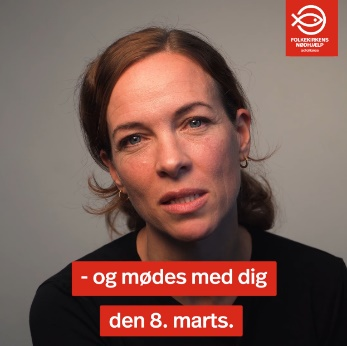 FOLKEKIRKENS
NØDHJÆLP
- og mødes med dig
den 8. marts.